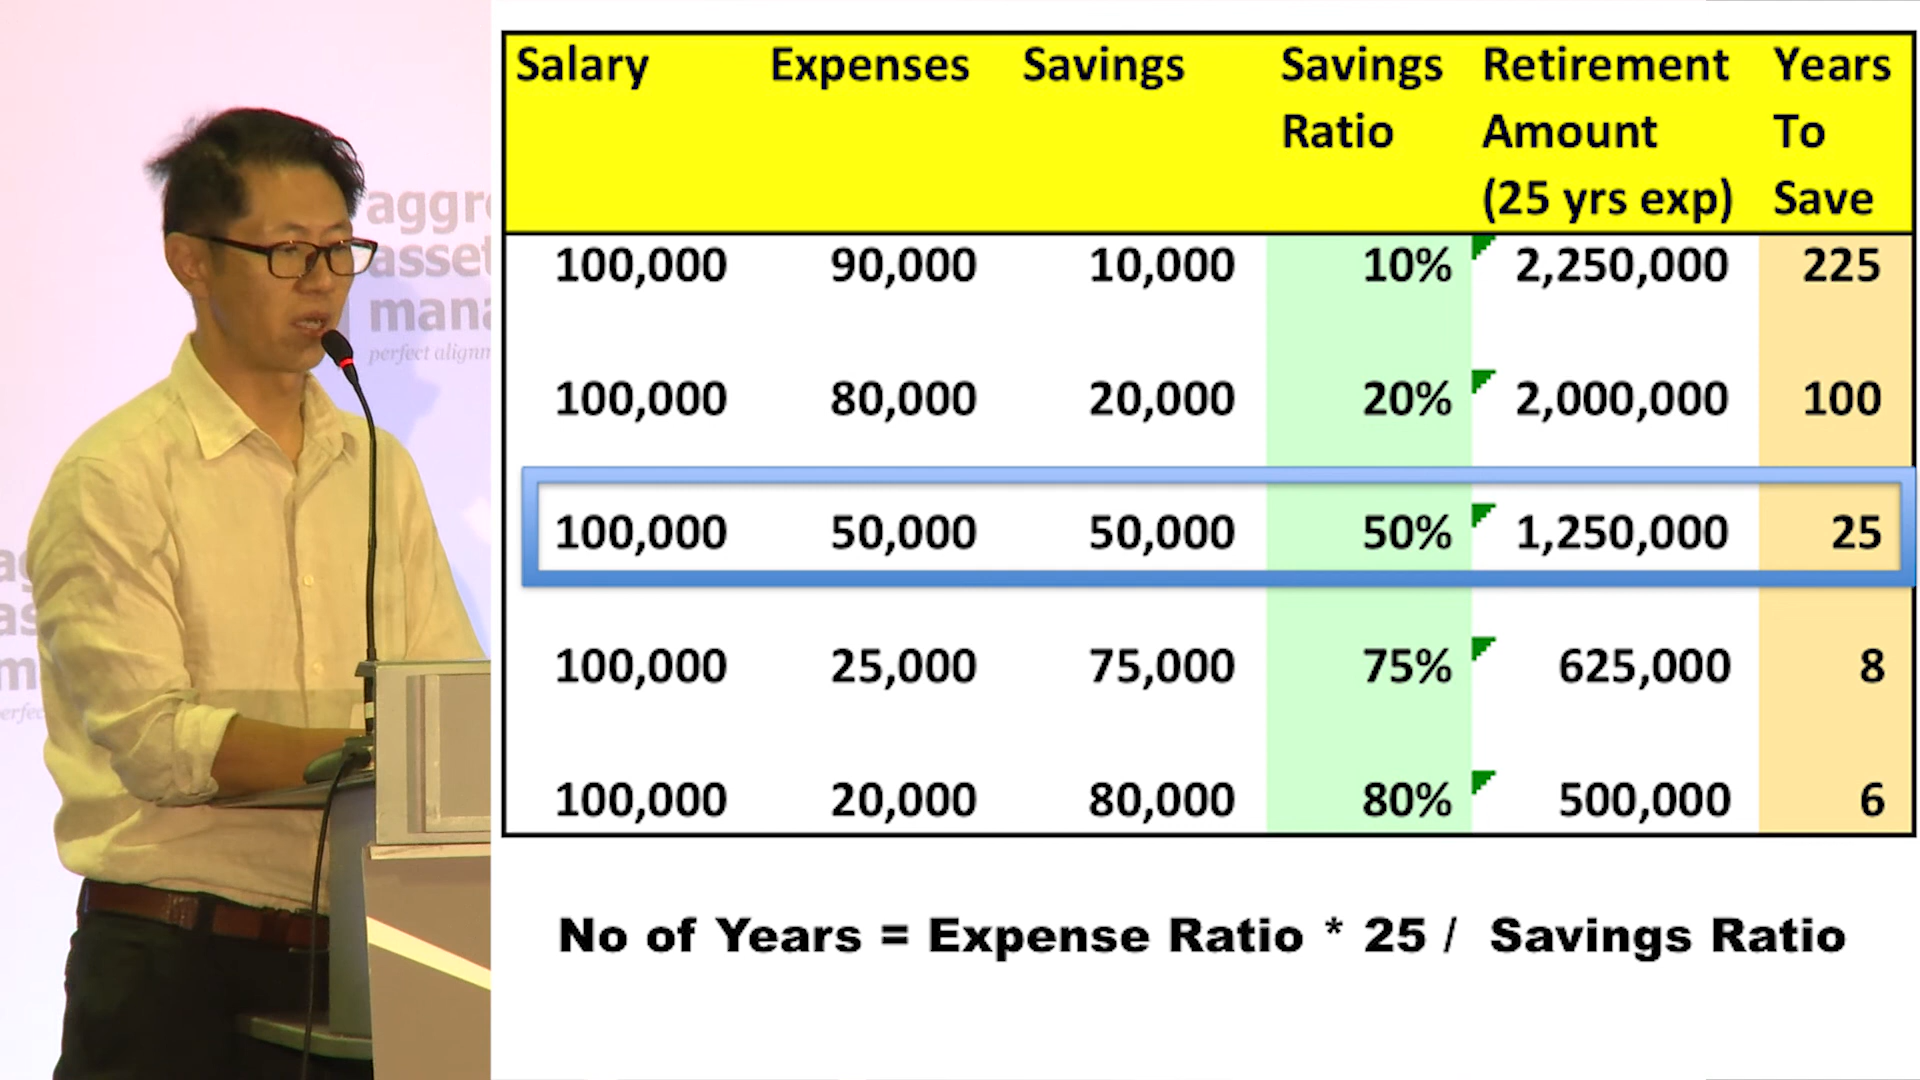 aggre
asset
mana
perfect alignm
ag
as
m
erfec
Salary Expenses Savings Savings Ratio Retirement Amount (25 yrs exp) Years To Save
100,000 90,000 10,000 10% 2,250,000 225
100,000 80,000 20,000 20% 2,000,000 100
100,000 50,000 50,000 50% 1,250,000 25
100,000 25,000 75,000 75% 625,000 8
100,000 20,000 80,000 80% 500,000 6
No of Years = Expense Ratio * 25 / Savings Ratio